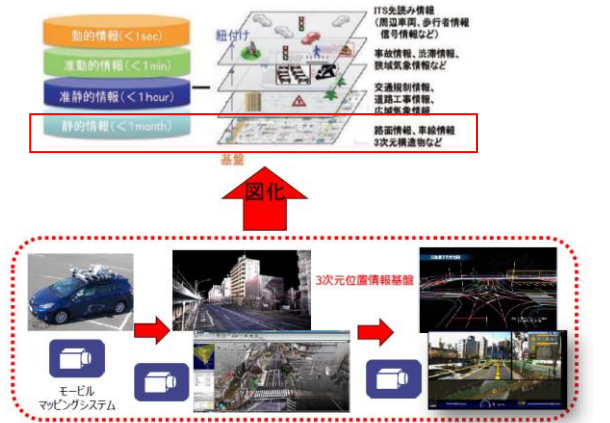 動的情報(<1sec)
准動的情報(<1min)
准静的情報(<1hour)
静的情報(<1month)
紐付け
ITS先読み情報
(周辺車両、歩行者情報
信号情報など)
事故情報、渋滞情報、
狭域気象情報など
交通規制情報、
道路工事情報、
広域気象情報
路面情報、車線情報
3次元構造物など
基盤
図化
3次元位置情報基盤
モービル
マッピングシステム